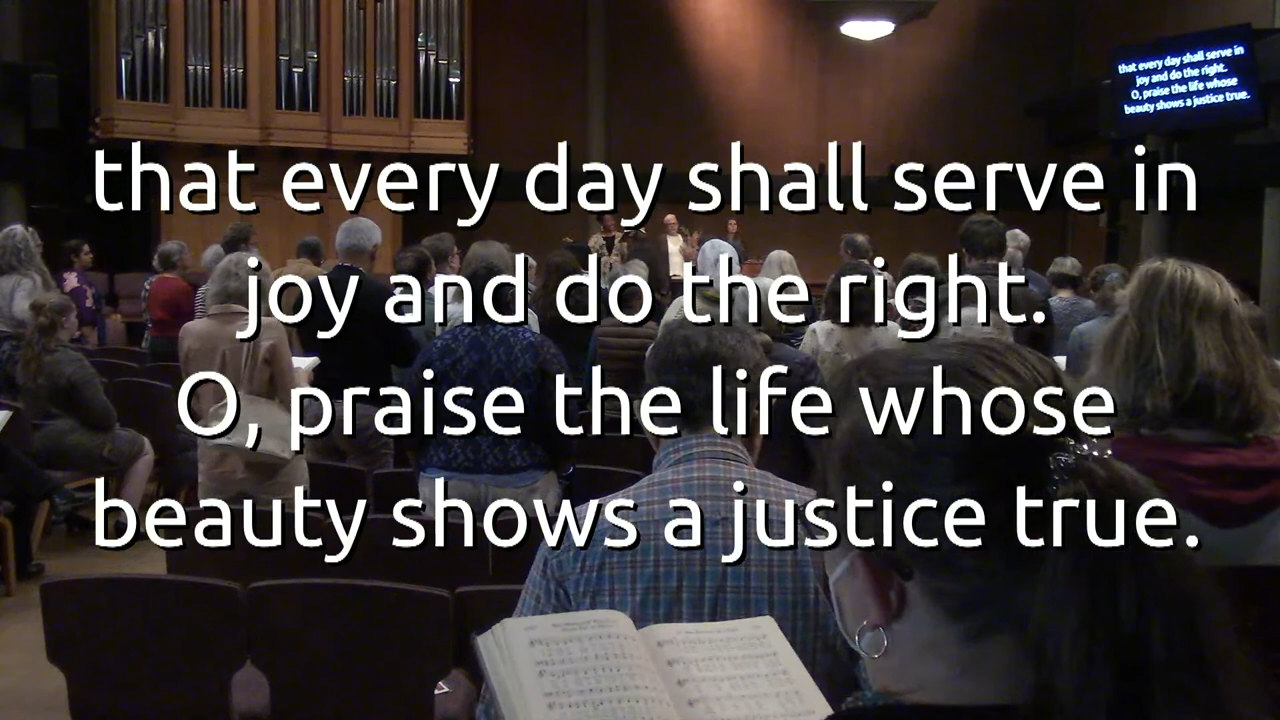 that every day shall serve in
joy and do the right.
O, praise the life whose
beauty shows a justice true.
that every day shall serve in
joy and do the right.
O, praise the life whose
beauty shows a justice true.